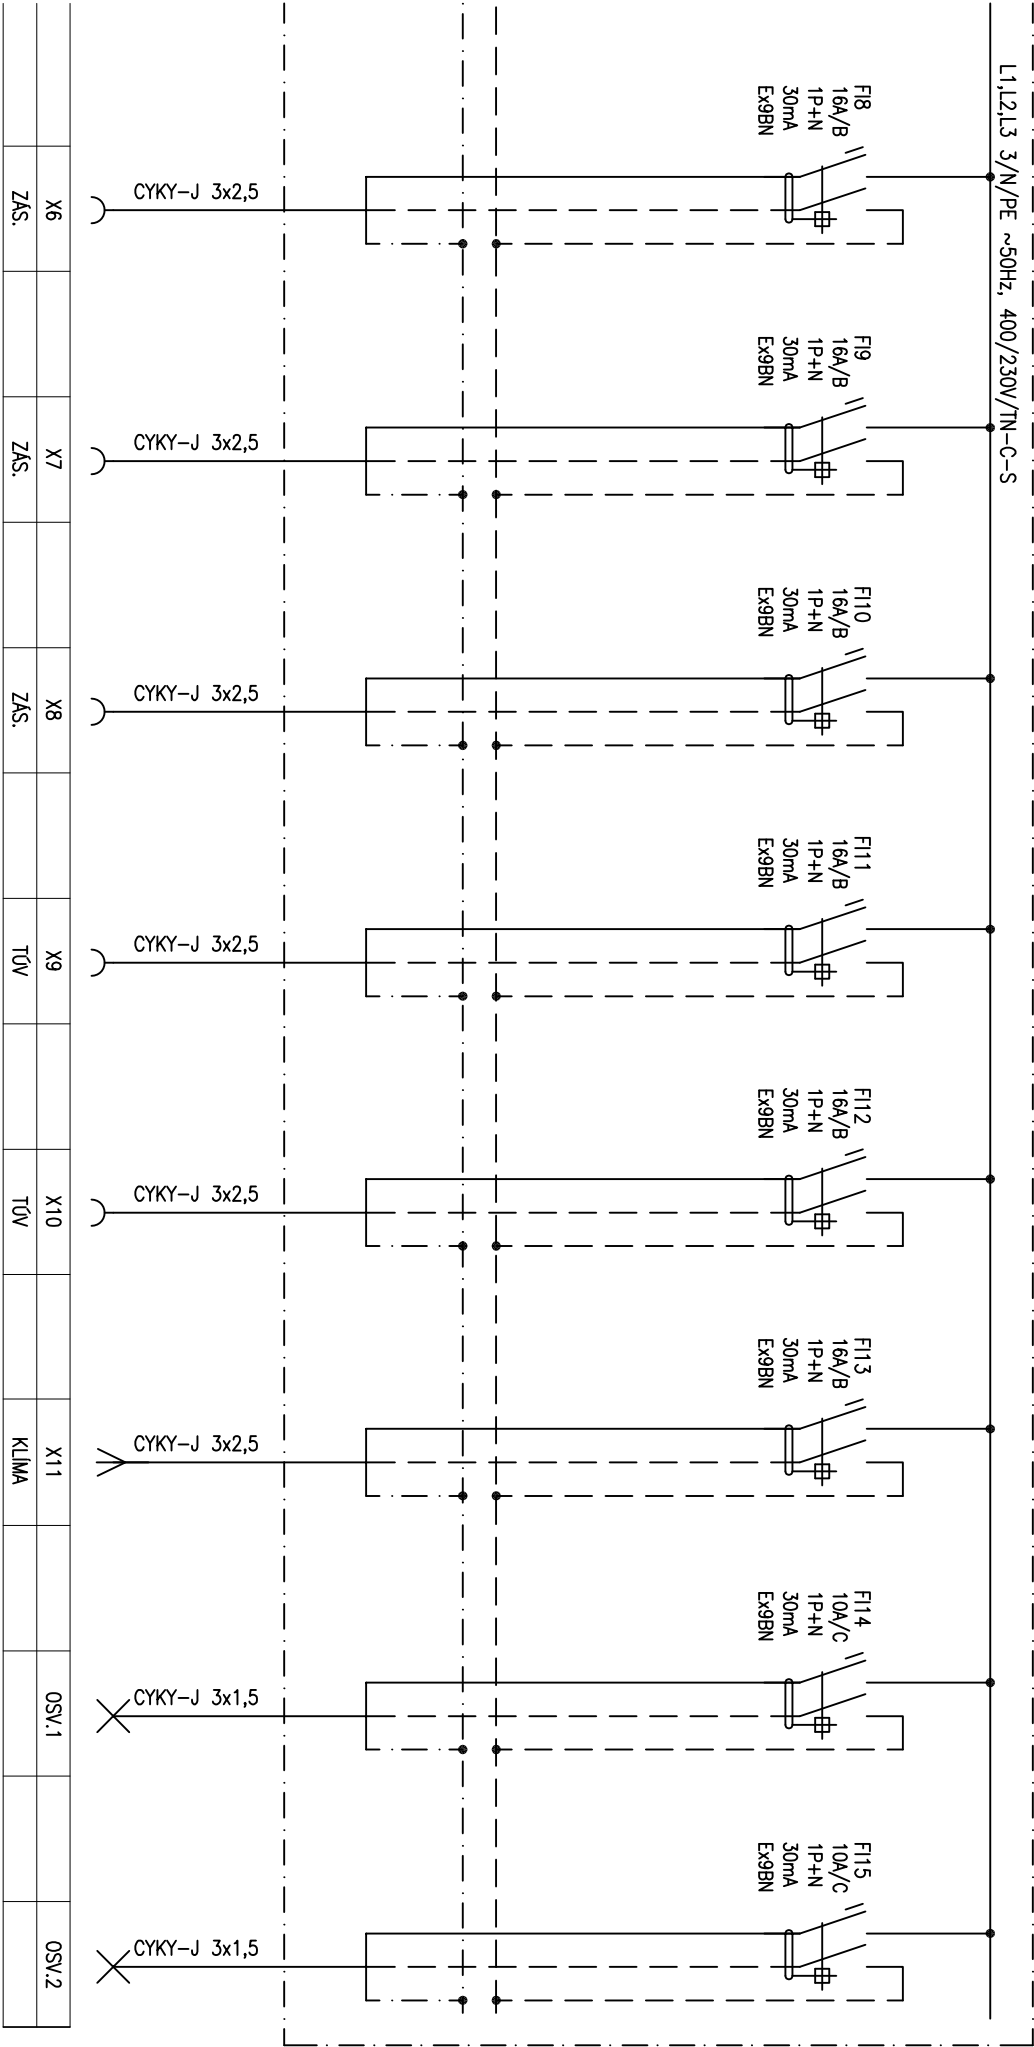 L1,L2,L3 3/N/PE ~50Hz, 400/230V/TN-C-S
FI8
16A/B
1P+N
30mA
Ex9BN
CYKY-J 3x2,5
X6
ZÁS.
FI9
16A/B
1P+N
30mA
Ex9BN
CYKY-J 3x2,5
X7
ZÁS.
FI10
16A/B
1P+N
30mA
Ex9BN
CYKY-J 3x2,5
X8
ZÁS.
FI11
16A/B
1P+N
30mA
Ex9BN
CYKY-J 3x2,5
X9
TÚV
FI12
16A/B
1P+N
30mA
Ex9BN
CYKY-J 3x2,5
X10
TÚV
FI13
16A/B
1P+N
30mA
Ex9BN
CYKY-J 3x2,5
X11
KLÍMA
FI14
10A/C
1P+N
30mA
Ex9BN
CYKY-J 3x1,5
OSV.1
FI15
10A/C
1P+N
30mA
Ex9BN
CYKY-J 3x1,5
OSV.2